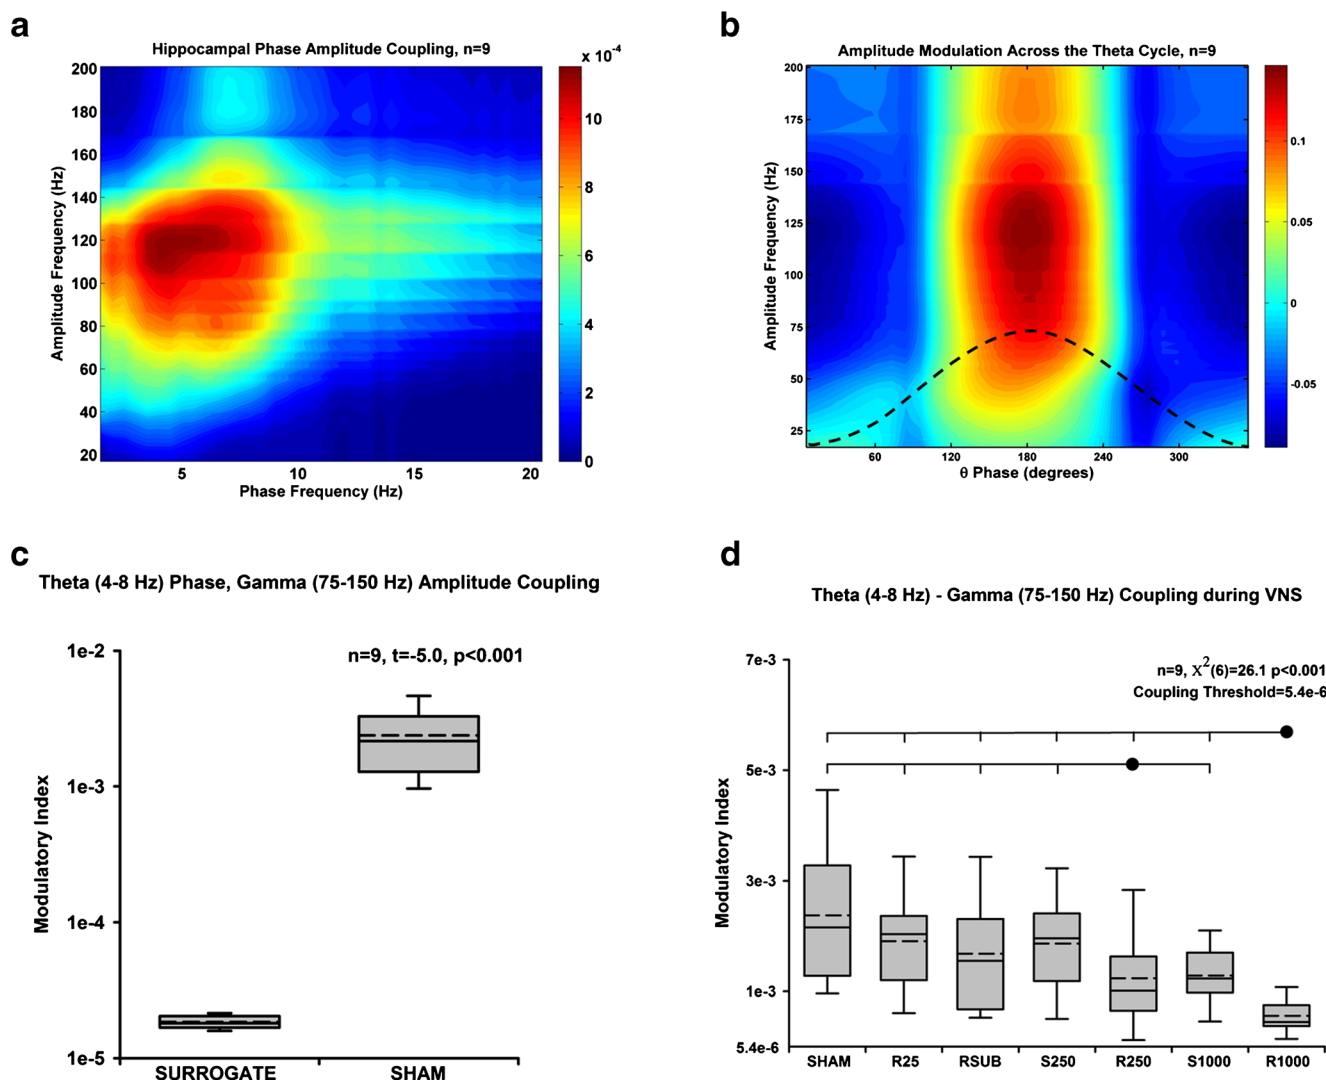 a
Hippocampal Phase Amplitude Coupling, n=9
x 10-4
200
180
160
140
120
100
80
60
40
20
Amplitude Frequency (Hz)
5
10
15
20
Phase Frequency (Hz)
10
8
6
4
2
0
b
Amplitude Modulation Across the Theta Cycle, n=9
200
175
150
125
100
75
50
25
Amplitude Frequency (Hz)
60
120
180
240
300
θ Phase (degrees)
0.1
0.05
0
-0.05
c
Theta (4-8 Hz) Phase, Gamma (75-150 Hz) Amplitude Coupling
n=9, t=-5.0, p<0.001
1e-2
1e-3
1e-4
1e-5
Modulatory Index
SURROGATE
SHAM
d
Theta (4-8 Hz) - Gamma (75-150 Hz) Coupling during VNS
n=9, X2(6)=26.1 p<0.001
Coupling Threshold=5.4e-6
7e-3
5e-3
3e-3
1e-3
5.4e-6
Modulatory Index
SHAM
R25
RSUB
S250
R250
S1000
R1000